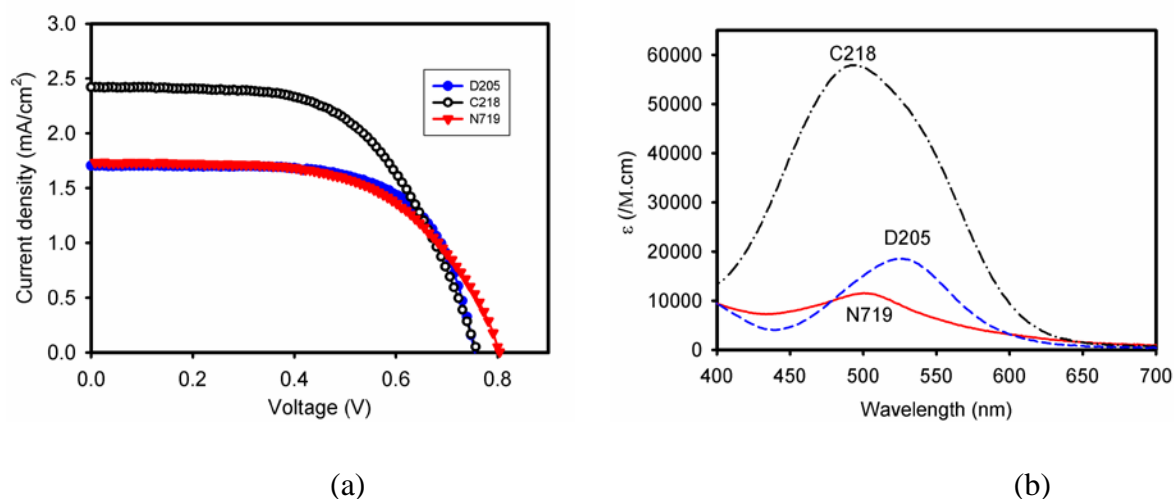 3.0
2.5
2.0
1.5
1.0
0.5
0.0
Current density (mA/cm²)
0.0 0.2 0.4 0.6 0.8
Voltage (V)
D205
C218
N719
(a)
60000
50000
40000
30000
20000
10000
0
ε (/M.cm)
C218
D205
N719
400 450 500 550 600 650 700
Wavelength (nm)
(b)